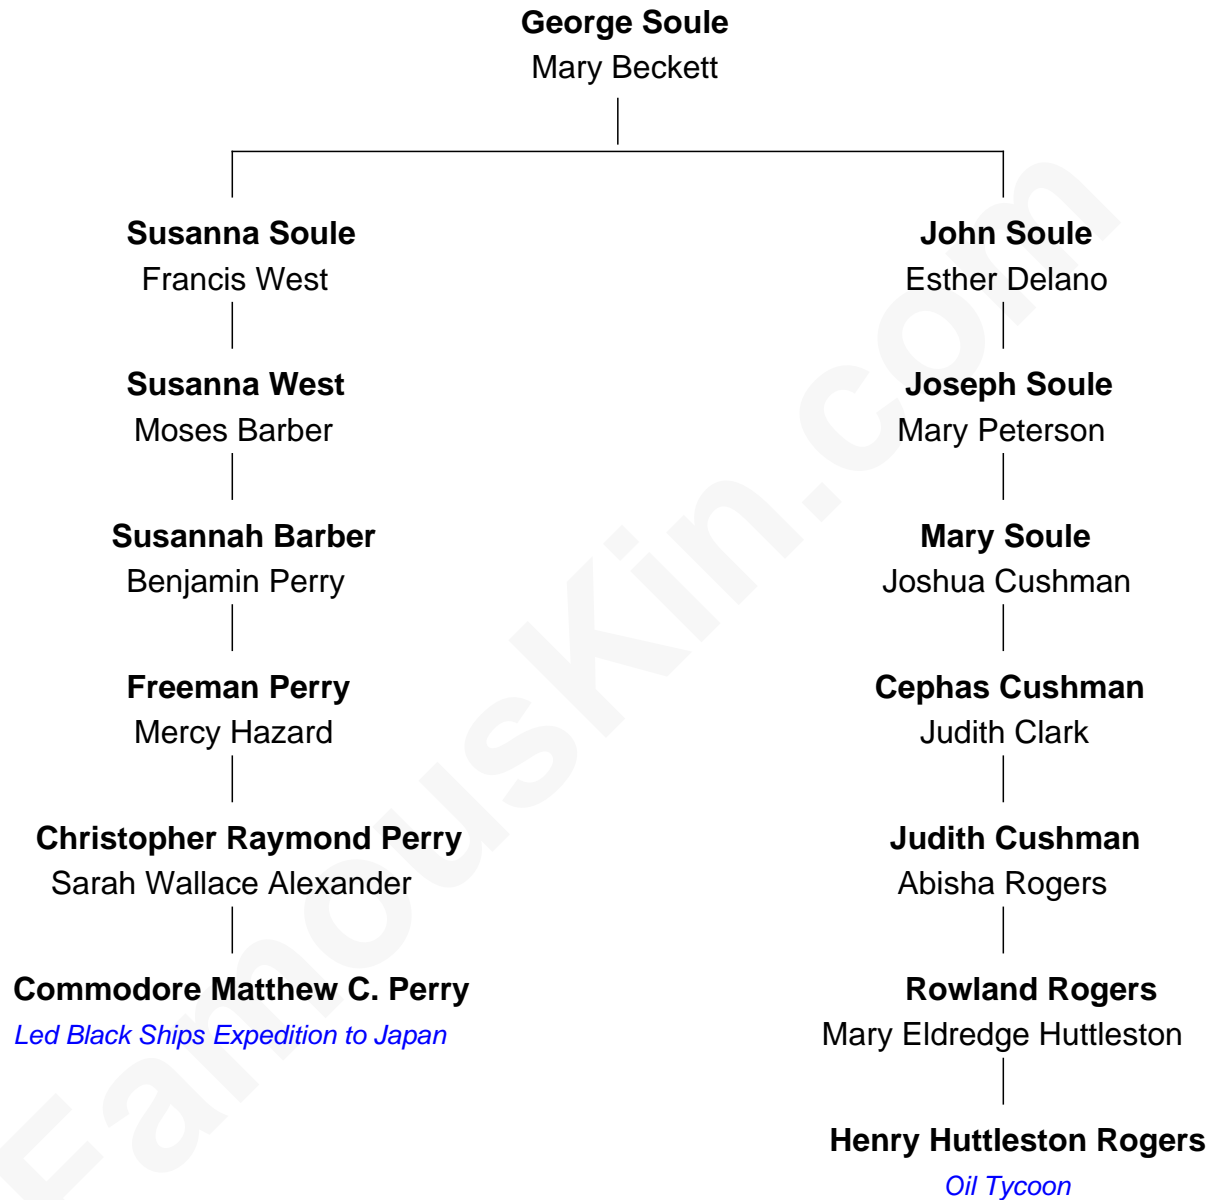 George Soule
Mary Beckett
Susanna Soule
Francis West
John Soule
Esther Delano
Susanna West
Moses Barber
Joseph Soule
Mary Peterson
Susannah Barber
Benjamin Perry
Mary Soule
Joshua Cushman
Freeman Perry
Mercy Hazard
Cephas Cushman
Judith Clark
Christopher Raymond Perry
Sarah Wallace Alexander
Judith Cushman
Abisha Rogers
Commodore Matthew C. Perry
Led Black Ships Expedition to Japan
Rowland Rogers
Mary Eldredge Huttleston
Henry Huttleston Rogers
Oil Tycoon
FamousKin.com